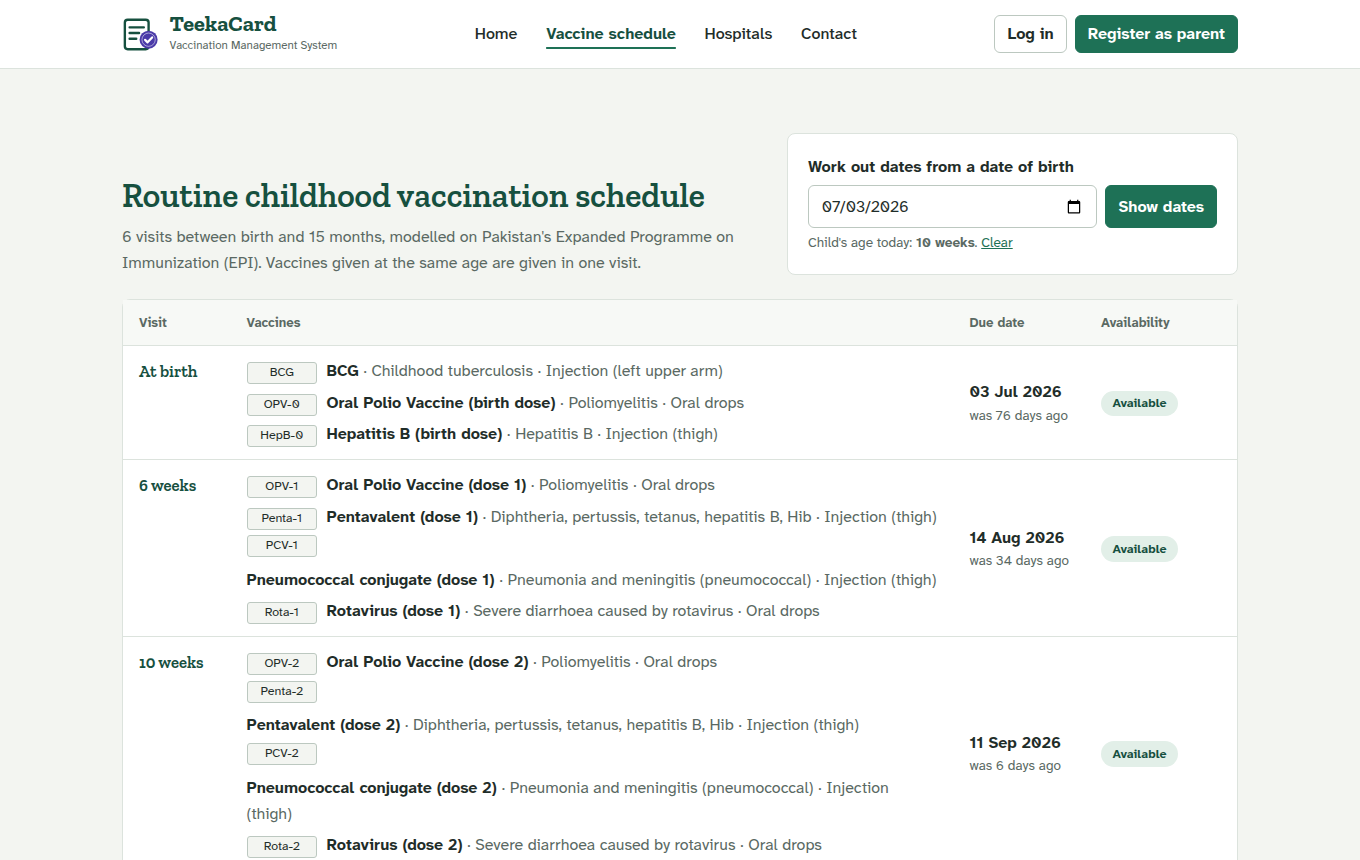 TeekaCard
Vaccination Management System
Home Vaccine schedule Hospitals Contact
Log in Register as parent
Routine childhood vaccination schedule
6 visits between birth and 15 months, modelled on Pakistan's Expanded Programme on
Immunization (EPI). Vaccines given at the same age are given in one visit.
Work out dates from a date of birth
07/03/2026 Show dates
Child's age today: 10 weeks. Clear
Visit Vaccines Due date Availability
At birth
BCG BCG · Childhood tuberculosis · Injection (left upper arm)
OPV-0 Oral Polio Vaccine (birth dose) · Poliomyelitis · Oral drops
HepB-0 Hepatitis B (birth dose) · Hepatitis B · Injection (thigh)
03 Jul 2026
was 76 days ago
Available
6 weeks
OPV-1 Oral Polio Vaccine (dose 1) · Poliomyelitis · Oral drops
Penta-1 Pentavalent (dose 1) · Diphtheria, pertussis, tetanus, hepatitis B, Hib · Injection (thigh)
PCV-1
Pneumococcal conjugate (dose 1) · Pneumonia and meningitis (pneumococcal) · Injection (thigh)
Rota-1 Rotavirus (dose 1) · Severe diarrhoea caused by rotavirus · Oral drops
14 Aug 2026
was 34 days ago
Available
10 weeks
OPV-2 Oral Polio Vaccine (dose 2) · Poliomyelitis · Oral drops
Penta-2
Pentavalent (dose 2) · Diphtheria, pertussis, tetanus, hepatitis B, Hib · Injection (thigh)
PCV-2
Pneumococcal conjugate (dose 2) · Pneumonia and meningitis (pneumococcal) · Injection
(thigh)
Rota-2 Rotavirus (dose 2) · Severe diarrhoea caused by rotavirus · Oral drops
11 Sep 2026
was 6 days ago
Available